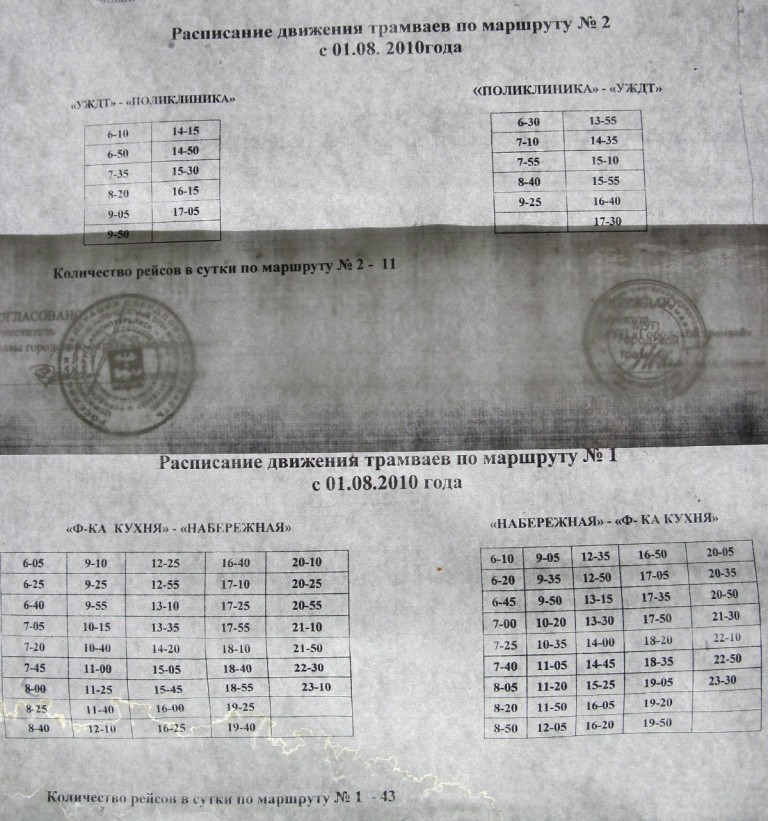 Расписание движения трамваев по маршруту № 2
с 01.08. 2010года
«УЖДТ» - «ПОЛИКЛИНИКА»
6-10 14-15
6-50 14-50
7-35 15-30
8-20 16-15
9-05 17-05
9-50
«ПОЛИКЛИНИКА» - «УЖДТ»
6-30 13-55
7-10 14-35
7-55 15-10
8-40 15-55
9-25 16-40
17-30
Количество рейсов в сутки по маршруту № 2 - 11
МУП
Расписание движения трамваев по маршруту № 1
с 01.08.2010 года
«Ф-КА КУХНЯ» - «НАБЕРЕЖНАЯ»
6-05 9-10 12-25 16-40 20-10
6-25 9-25 12-55 17-10 20-25
6-40 9-55 13-10 17-25 20-55
7-05 10-15 13-35 17-55 21-10
7-20 10-40 14-20 18-10 21-50
7-45 11-00 15-05 18-40 22-30
8-00 11-25 15-45 18-55 23-10
8-25 11-40 16-00 19-25
8-40 12-10 16-25 19-40
«НАБЕРЕЖНАЯ» - «Ф- КА КУХНЯ»
6-10 9-05 12-35 16-50 20-05
6-20 9-35 12-50 17-05 20-35
6-45 9-50 13-15 17-35 20-50
7-00 10-20 13-30 17-50 21-30
7-25 10-35 14-00 18-20 22-10
7-40 11-05 14-45 18-35 22-50
8-05 11-20 15-25 19-05 23-30
8-20 11-50 16-05 19-20
8-50 12-05 16-20 19-50
Количество рейсов в сутки по маршруту № 1 - 43